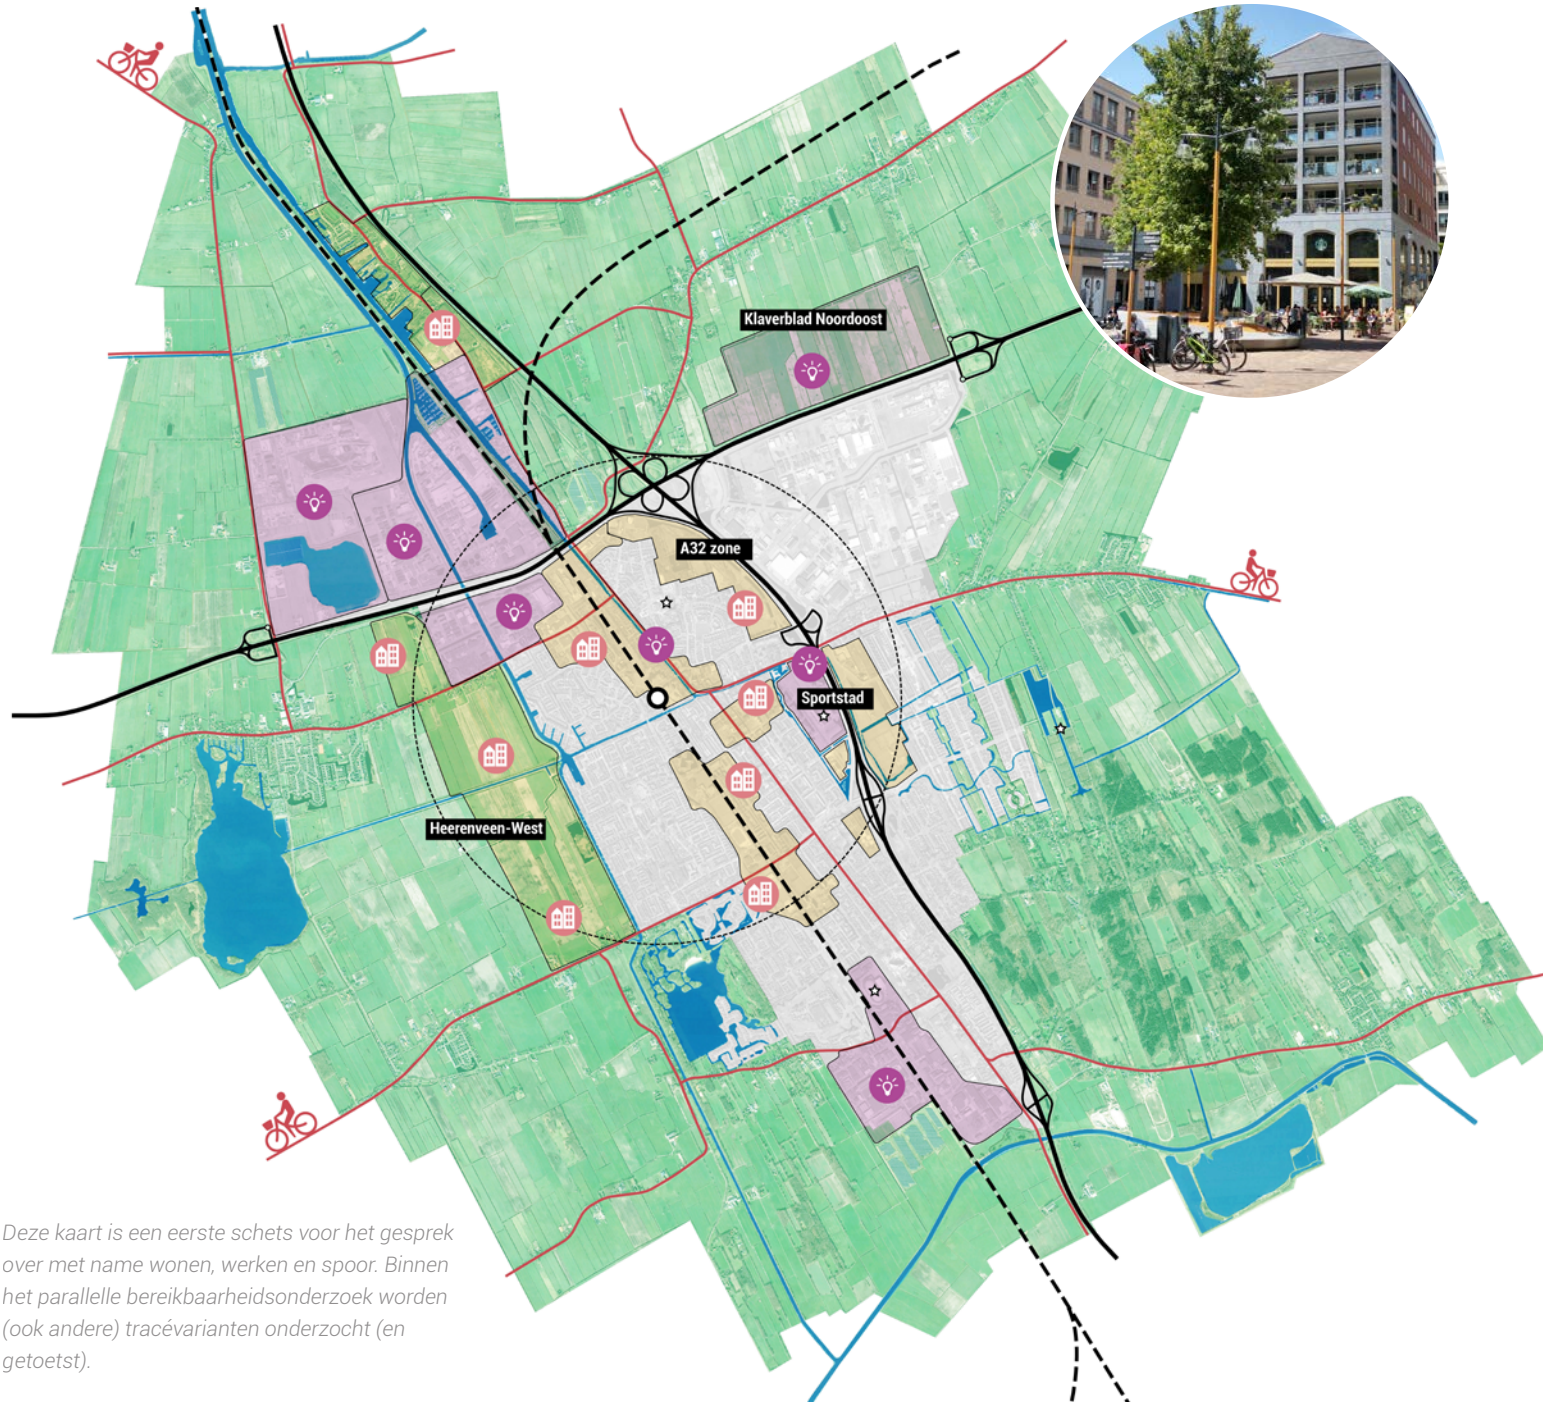 Klaverblad Noordoost
A32 zone
Sportstad
Heerenveen-West
Deze kaart is een eerste schets voor het gesprek
over met name wonen, werken en spoor. Binnen
het parallelle bereikbaarheidsonderzoek worden
(ook andere) tracévarianten onderzocht (en
getoetst).